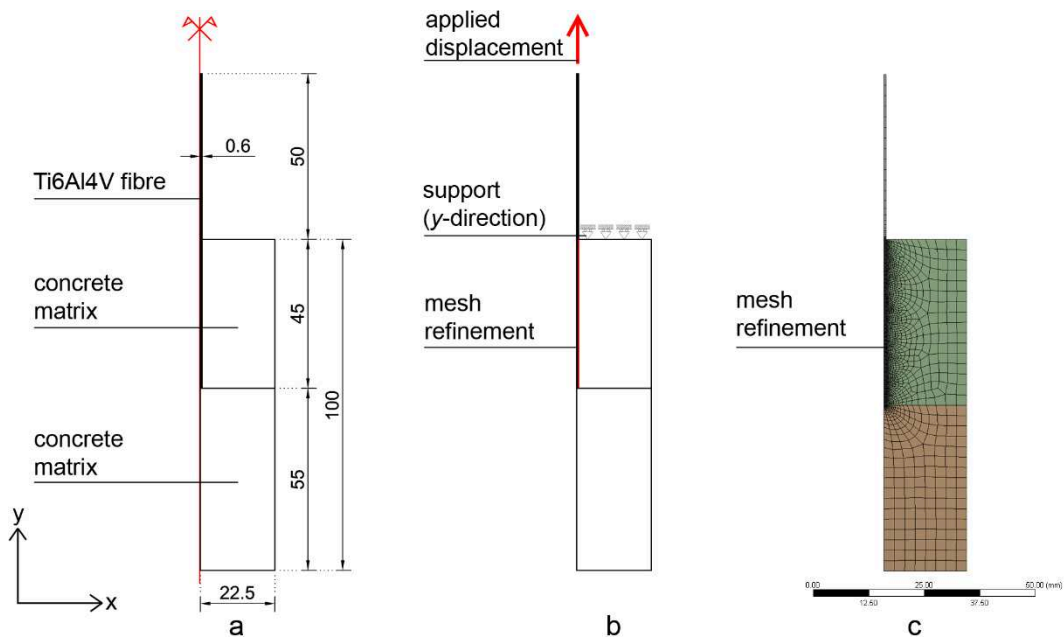 0.6
50
Ti6Al4V fibre
concrete
matrix
45
100
concrete
matrix
55
y
x
22.5
a
applied
displacement
support
(y-direction)
mesh
refinement
b
mesh
refinement
0.00
25.00
50.00 (mm)
12.50
37.50
c